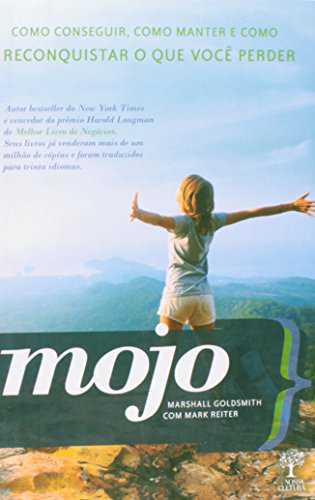 COMO CONSEGUIR, COMO MANTER E COMO
RECONQUISTAR O QUE VOCÊ PERDER
Autor bestseller do New York Times
e vencedor do prêmio Harold Longman
de Melhor Livro de Negócios.
Seus livros já venderam mais de um
milhão de cópias e foram traduzidos
para trinta idiomas.
mojo
MARSHALL GOLDSMITH
COM MARK REITER
NOSSA
CULTURA